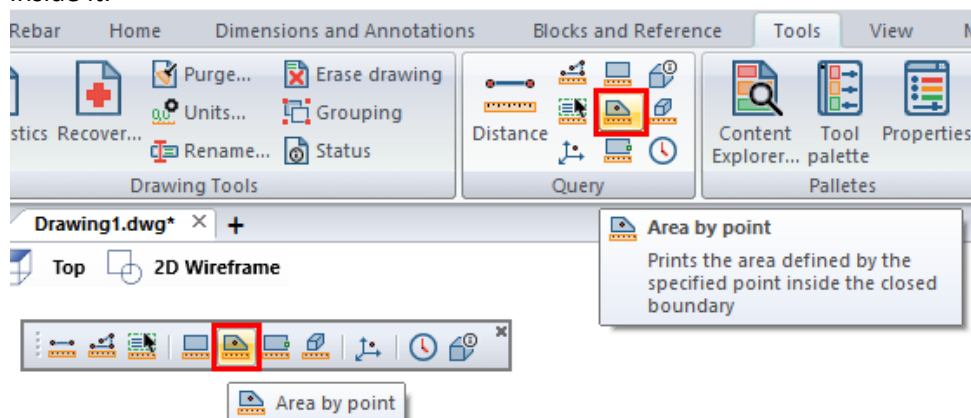 inside it.
Rebar Home Dimensions and Annotations Blocks and Reference Tools View
Purge... Erase drawing
Units... Grouping
stics Recover... Distance Content Tool Properties
Rename... Status Explorer... palette
Drawing Tools Query Palletes
Drawing1.dwg* × +
Area by point
Top 2D Wireframe
Prints the area defined by the
specified point inside the closed
boundary
Area by point